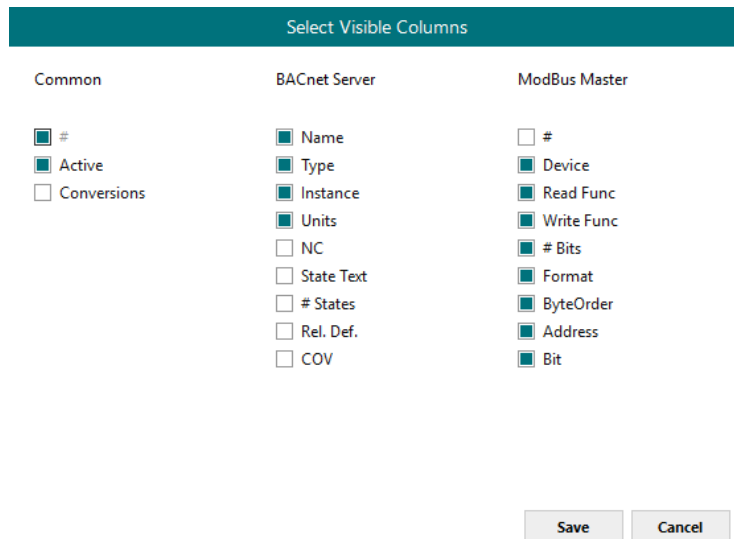 Select Visible Columns
Common
#
Active
Conversions
BACnet Server
Name
Type
Instance
Units
NC
State Text
# States
Rel. Def.
COV
ModBus Master
#
Device
Read Func
Write Func
# Bits
Format
ByteOrder
Address
Bit
Save
Cancel